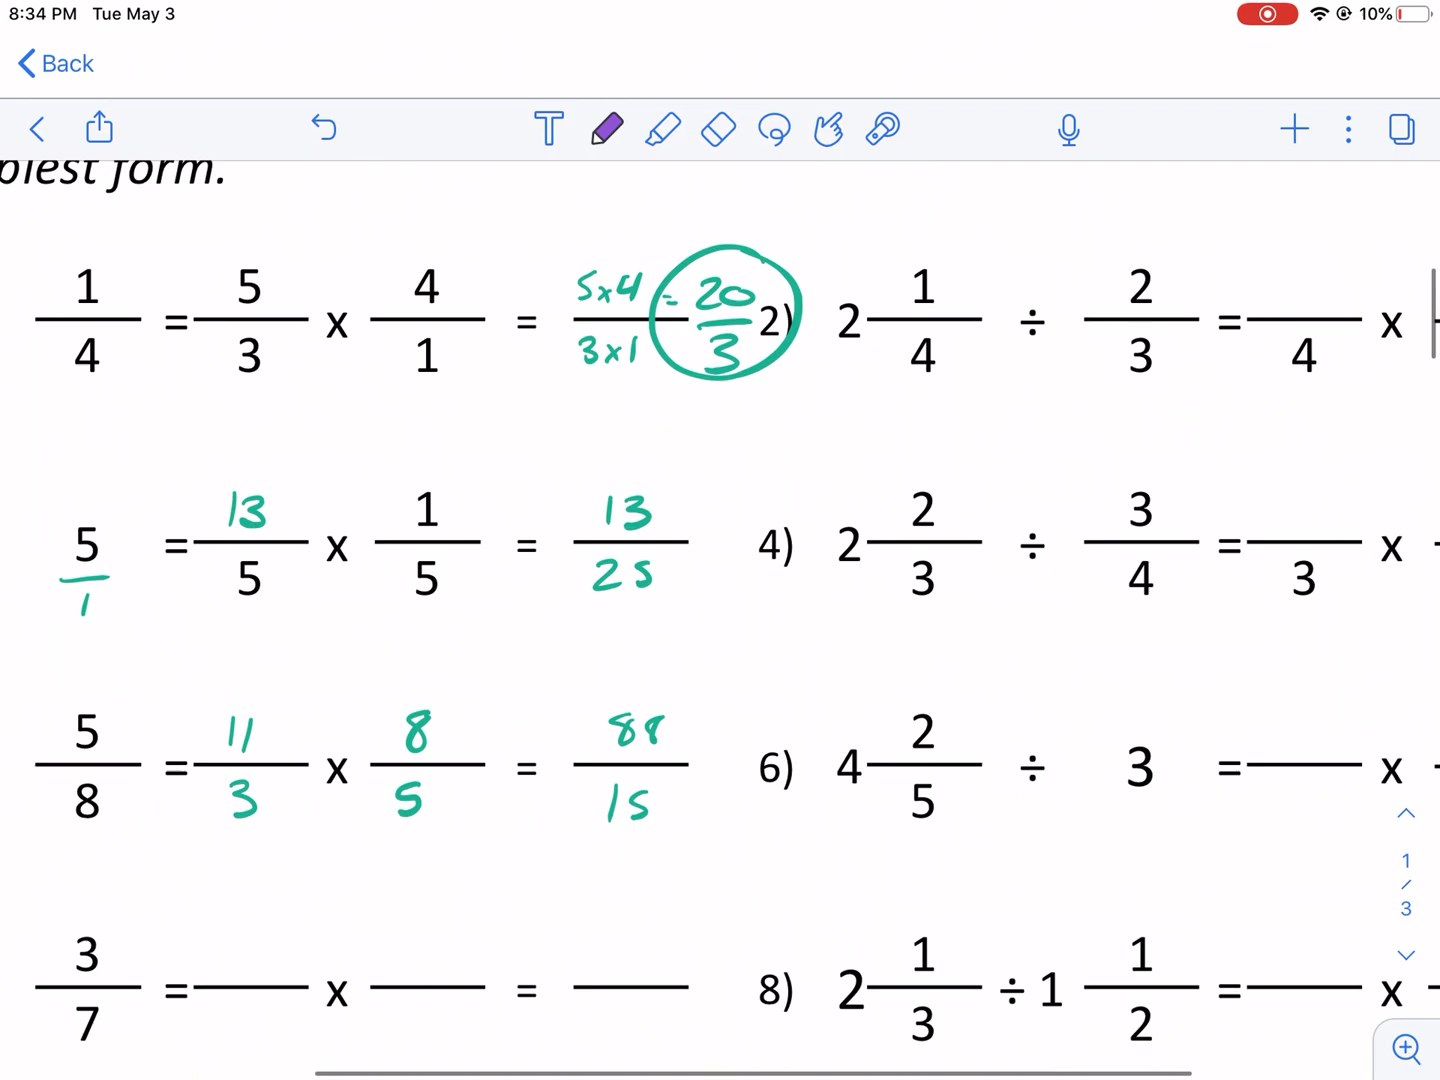 8:34 PM Tue May 3 10%
Back
T
plest form.
1/4 = 5/3 x 4/1 = 5x4/3x1 = 20/3
2) 2 1/4 ÷ 2/3 = /4 x
5/1 = 13/5 x 1/5 = 13/25
4) 2 2/3 ÷ 3/4 = /3 x
5/8 = 11/3 x 8/5 = 88/15
6) 4 2/5 ÷ 3 = x
3/7 = x =
8) 2 1/3 ÷ 1 1/2 = x
1/3